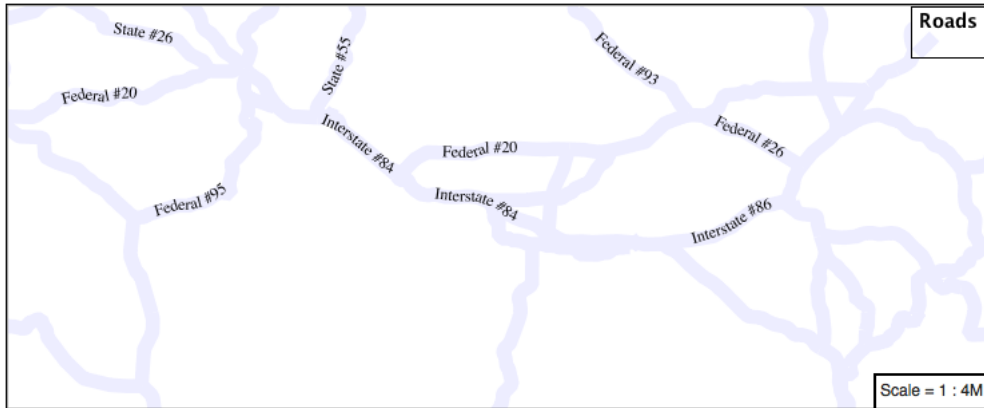 Roads
State #26
State #55
Federal #93
Federal #20
Interstate #84
Federal #20
Federal #26
Federal #95
Interstate #84
Interstate #86
Scale = 1 : 4M